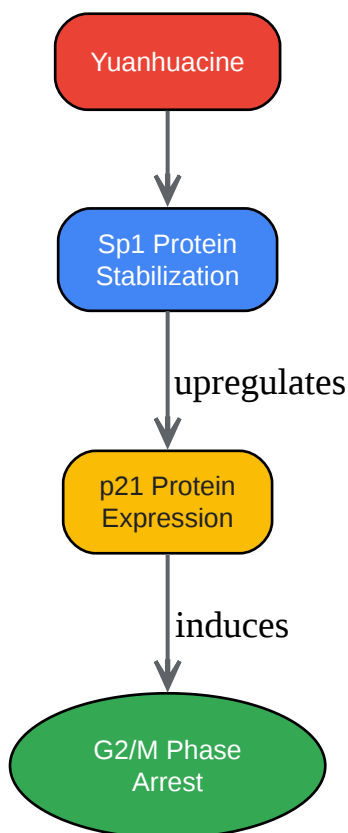 Yuanhuacine
Sp1 Protein
Stabilization
upregulates
p21 Protein
Expression
induces
G2/M Phase
Arrest